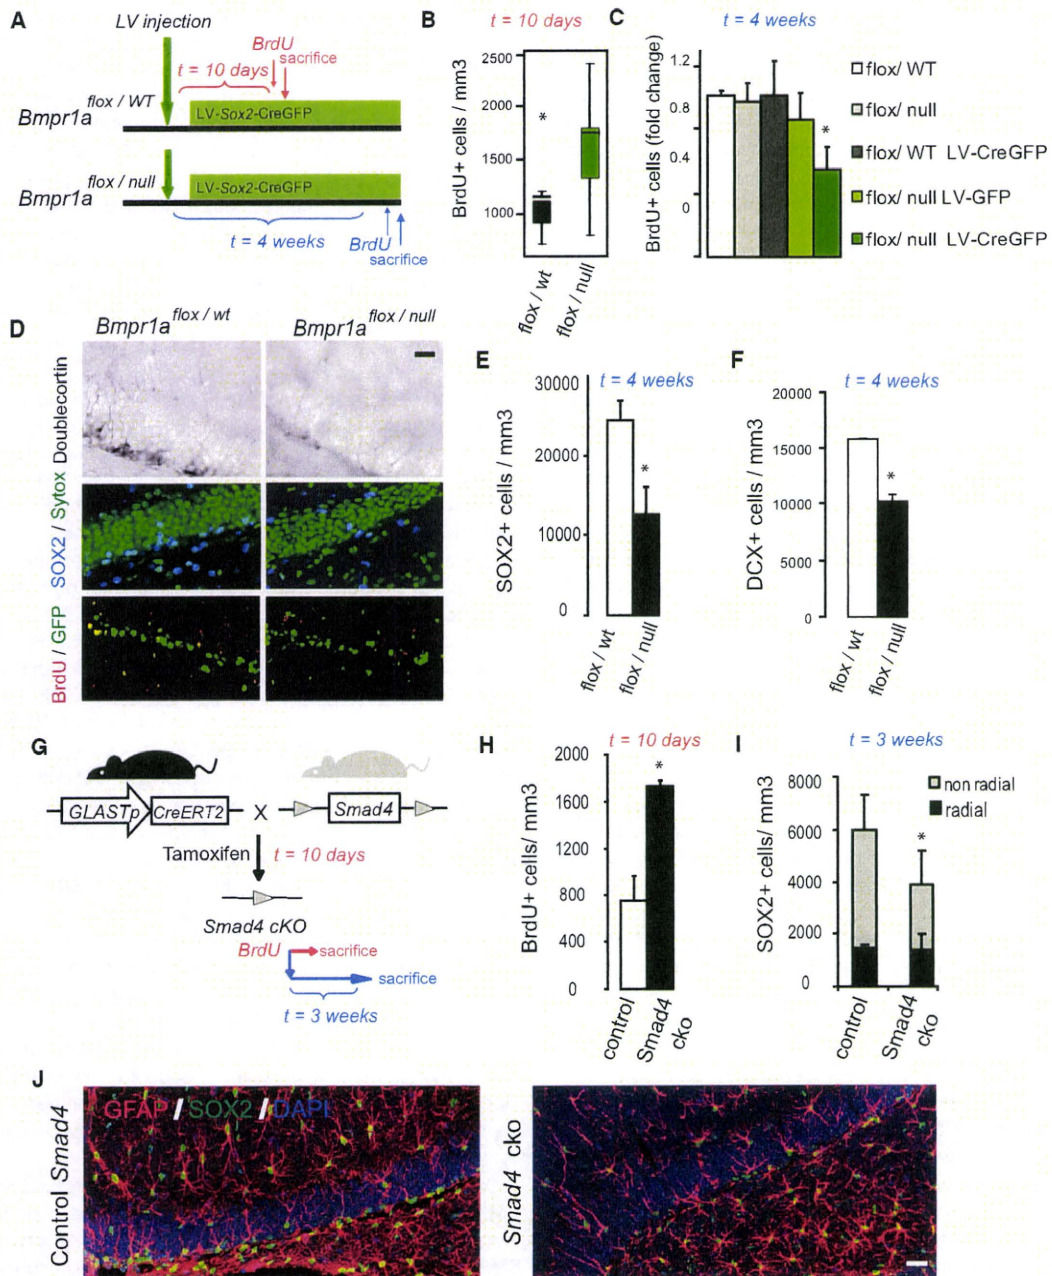 A
LV injection
BrdU
sacrifice
t = 10 days
Bmpr1a flox / WT
LV-Sox2-CreGFP
Bmpr1a flox / null
LV-Sox2-CreGFP
t = 4 weeks
BrdU
sacrifice
B
t = 10 days
BrdU+ cells / mm3
2500
2000
1500
1000
*
flox / wt
flox / null
C
t = 4 weeks
BrdU+ cells (fold change)
1.2
0.8
0.4
0
*
flox/ WT
flox/ null
flox/ WT LV-CreGFP
flox/ null LV-GFP
flox/ null LV-CreGFP
D
Bmpr1a flox / wt
Bmpr1a flox / null
Doublecortin
SOX2 / Sytox
BrdU / GFP
E
t = 4 weeks
SOX2+ cells / mm3
30000
20000
10000
0
*
flox / wt
flox / null
F
t = 4 weeks
DCX+ cells / mm3
20000
15000
10000
5000
0
*
flox / wt
flox / null
G
GLASTp
CreERT2
X
Smad4
Tamoxifen
t = 10 days
Smad4 cKO
BrdU
sacrifice
sacrifice
t = 3 weeks
H
t = 10 days
BrdU+ cells/ mm3
2000
1600
1200
800
400
0
*
control
Smad4
cko
I
t = 3 weeks
SOX2+ cells/ mm3
8000
6000
4000
2000
0
non radial
radial
*
control
Smad4
cko
J
Control Smad4
GFAP / SOX2 / DAPI
Smad4 cko